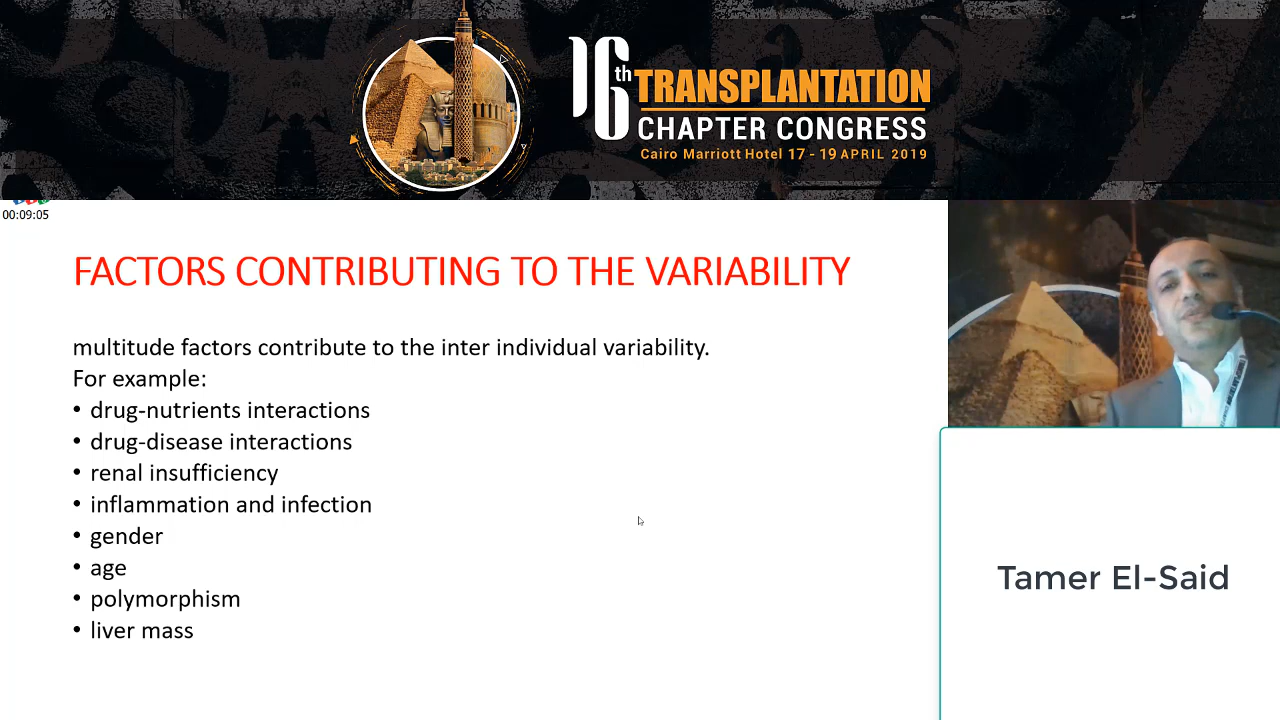 16th TRANSPLANTATION
CHAPTER CONGRESS
Cairo Marriott Hotel 17 - 19 APRIL 2019
00:09:05
FACTORS CONTRIBUTING TO THE VARIABILITY
multitude factors contribute to the inter individual variability.
For example:
• drug-nutrients interactions
• drug-disease interactions
• renal insufficiency
• inflammation and infection
• gender
• age
• polymorphism
• liver mass
Tamer El-Said